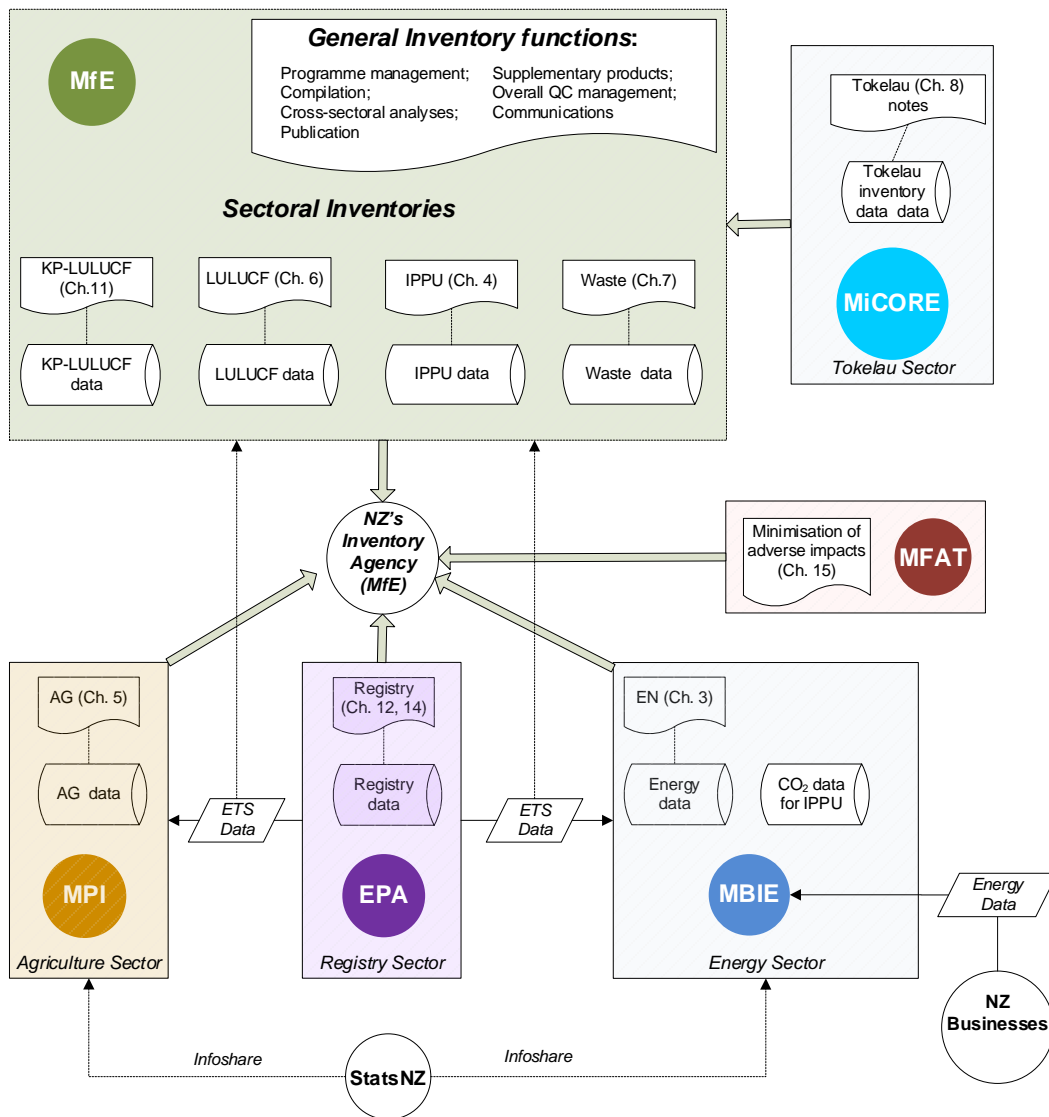 General Inventory functions:
MfE
Programme management;
Compilation;
Cross-sectoral analyses;
Publication
Supplementary products;
Overall QC management;
Communications
Sectoral Inventories
KP-LULUCF
(Ch.11)
LULUCF (Ch. 6)
IPPU (Ch. 4)
Waste (Ch.7)
KP-LULUCF
data
LULUCF data
IPPU data
Waste data
Tokelau (Ch. 8)
notes
Tokelau
inventory
data data
MiCORE
Tokelau Sector
NZ's
Inventory
Agency
(MfE)
Minimisation of
adverse impacts
(Ch. 15)
MFAT
AG (Ch. 5)
AG data
MPI
Agriculture Sector
ETS
Data
Registry
(Ch. 12, 14)
Registry
data
EPA
Registry Sector
ETS
Data
EN (Ch. 3)
Energy
data
CO₂ data
for IPPU
MBIE
Energy Sector
Energy
Data
NZ
Businesses
Infoshare
StatsNZ
Infoshare